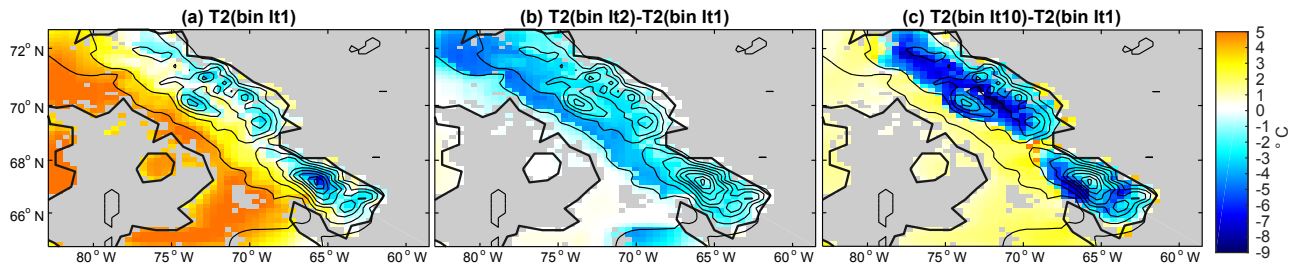 (a) T2(bin It1)
(b) T2(bin It2)-T2(bin It1)
(c) T2(bin It10)-T2(bin It1)
72° N
70° N
68° N
66° N
80° W 75° W 70° W 65° W 60° W
80° W 75° W 70° W 65° W 60° W
80° W 75° W 70° W 65° W 60° W
5
4
3
2
1
0
-1
-2
-3
-4
-5
-6
-7
-8
-9
°C